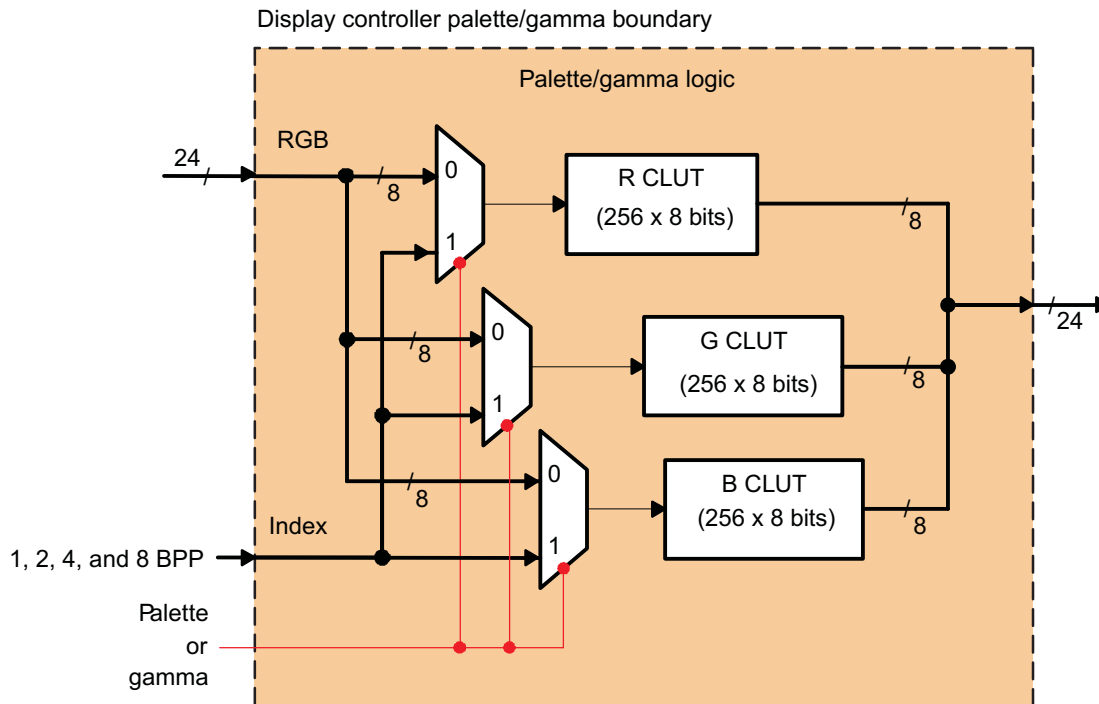 Display controller palette/gamma boundary
Palette/gamma logic
RGB
24
8
0
1
R CLUT
(256 x 8 bits)
8
24
8
0
1
G CLUT
(256 x 8 bits)
8
8
0
1
B CLUT
(256 x 8 bits)
8
Index
1, 2, 4, and 8 BPP
Palette
or
gamma